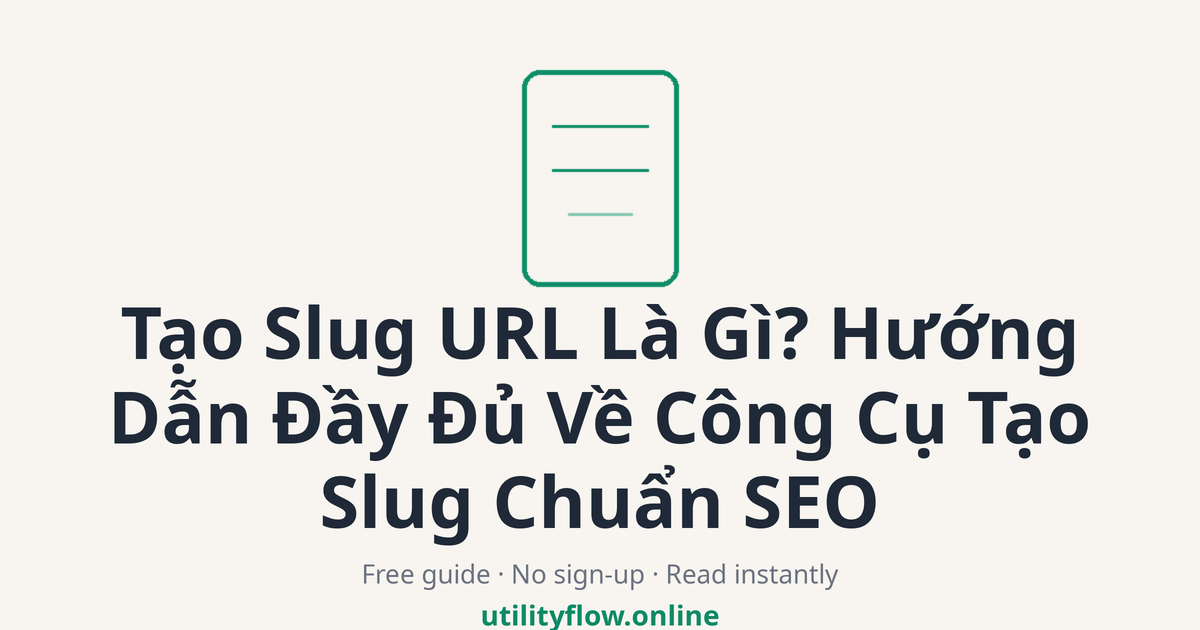 Tạo Slug URL Là Gì? Hướng
Dẫn Đầy Đủ Về Công Cụ Tạo
Slug Chuẩn SEO
Free guide · No sign-up · Read instantly
utilityflow.online